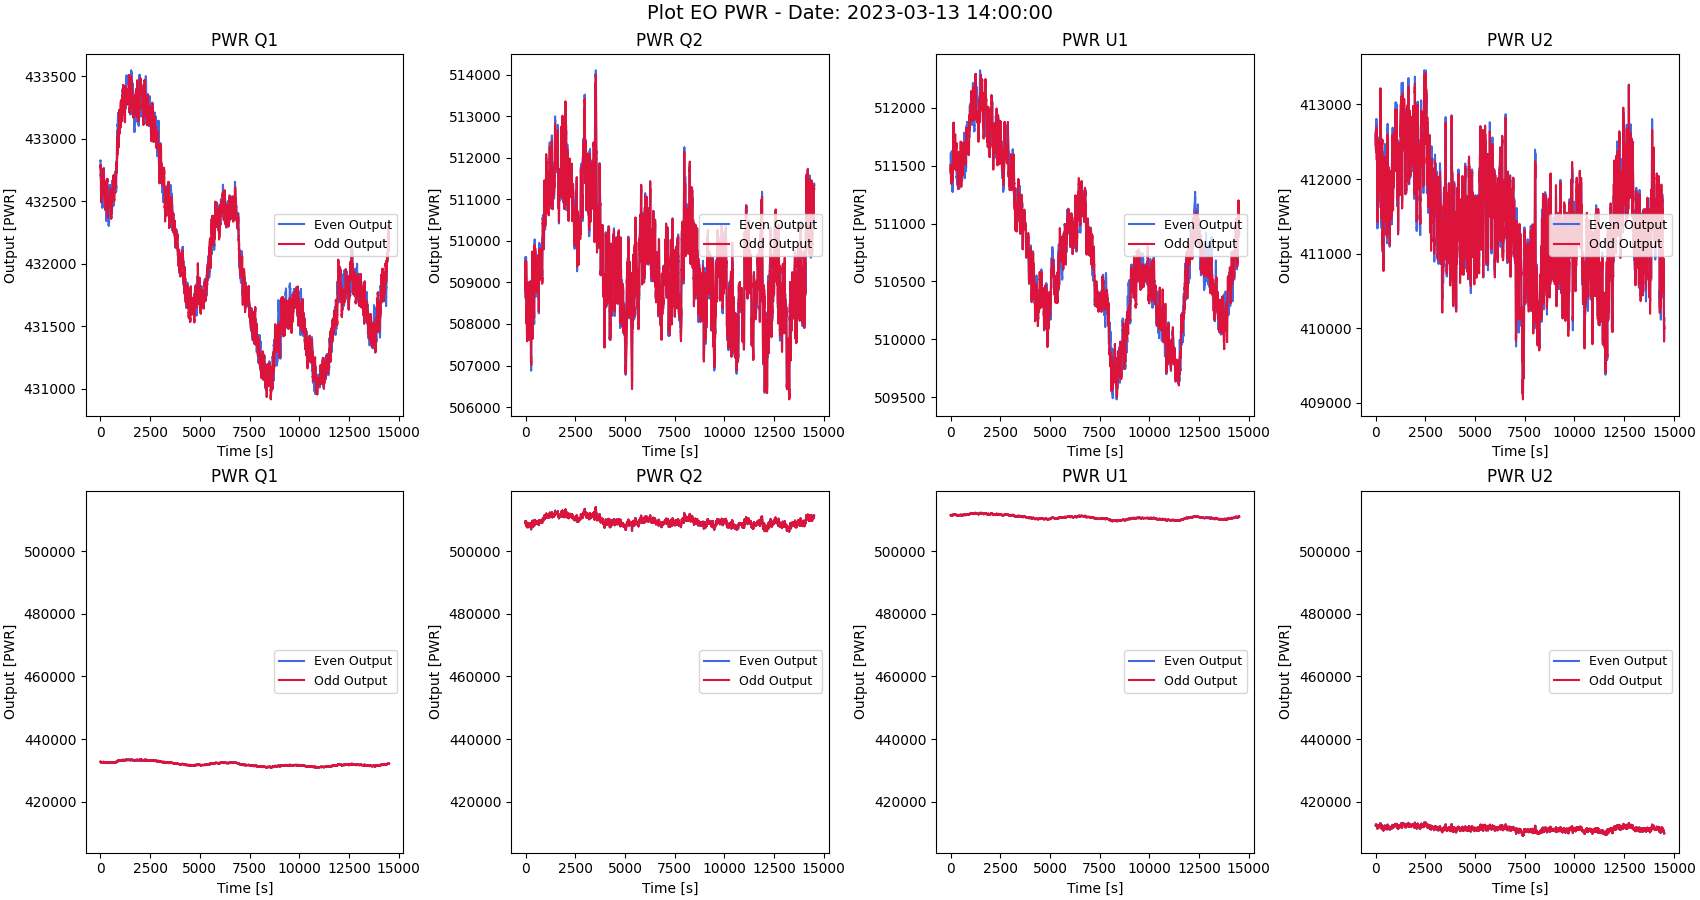 Plot EO PWR - Date: 2023-03-13 14:00:00
PWR Q1
PWR Q2
PWR U1
PWR U2
Output [PWR]
433500
433000
432500
432000
431500
431000
Even Output
Odd Output
0 2500 5000 7500 10000 12500 15000
Time [s]
Output [PWR]
514000
513000
512000
511000
510000
509000
508000
507000
506000
Even Output
Odd Output
0 2500 5000 7500 10000 12500 15000
Time [s]
Output [PWR]
512000
511500
511000
510500
510000
509500
Even Output
Odd Output
0 2500 5000 7500 10000 12500 15000
Time [s]
Output [PWR]
413000
412000
411000
410000
409000
Even Output
Odd Output
0 2500 5000 7500 10000 12500 15000
Time [s]
PWR Q1
PWR Q2
PWR U1
PWR U2
Output [PWR]
500000
480000
460000
440000
420000
Even Output
Odd Output
0 2500 5000 7500 10000 12500 15000
Time [s]
Output [PWR]
500000
480000
460000
440000
420000
Even Output
Odd Output
0 2500 5000 7500 10000 12500 15000
Time [s]
Output [PWR]
500000
480000
460000
440000
420000
Even Output
Odd Output
0 2500 5000 7500 10000 12500 15000
Time [s]
Output [PWR]
500000
480000
460000
440000
420000
Even Output
Odd Output
0 2500 5000 7500 10000 12500 15000
Time [s]